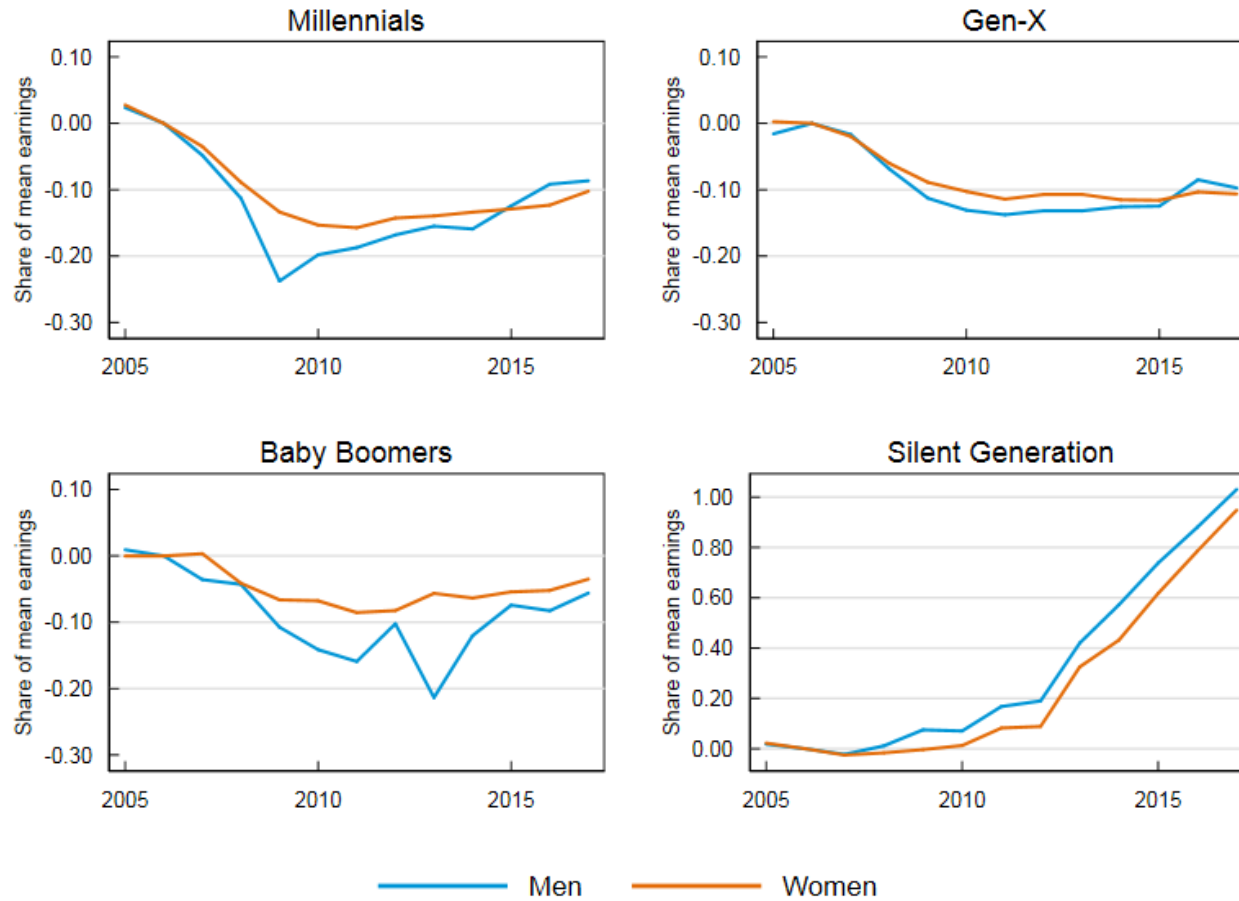 Millennials
Share of mean earnings
0.10
0.00
-0.10
-0.20
-0.30
2005 2010 2015
Gen-X
Share of mean earnings
0.10
0.00
-0.10
-0.20
-0.30
2005 2010 2015
Baby Boomers
Share of mean earnings
0.10
0.00
-0.10
-0.20
-0.30
2005 2010 2015
Silent Generation
Share of mean earnings
1.00
0.80
0.60
0.40
0.20
0.00
2005 2010 2015
Men Women